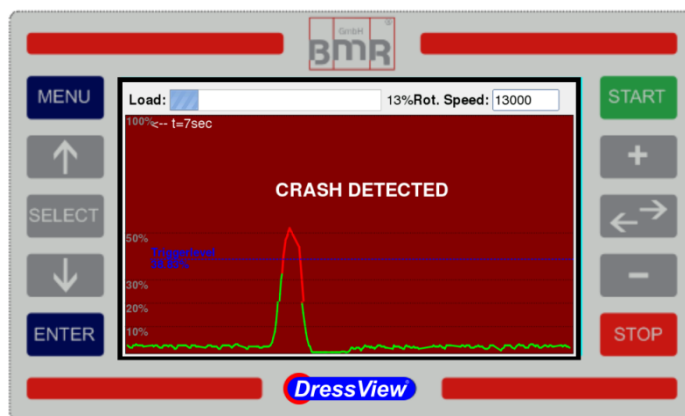 GmbH
BMR
®
MENU
SELECT
ENTER
Load:
13%Rot. Speed: 13000
100%<-- t=7sec
CRASH DETECTED
50%
Triggerlevel
30%
20%
10%
START
+
-
STOP
DressView